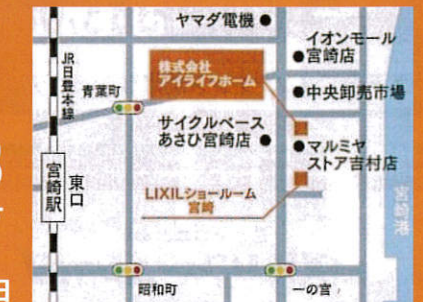 ヤマダ電機
イオンモール
宮崎店
株式会社
アイライフホーム
JR日豊本線
青葉町
中央卸売市場
サイクルベース
あさひ宮崎店
マルミヤ
ストア吉村店
宮崎駅
東口
LIXILショールーム
宮崎
宮崎港
昭和町
一の宮